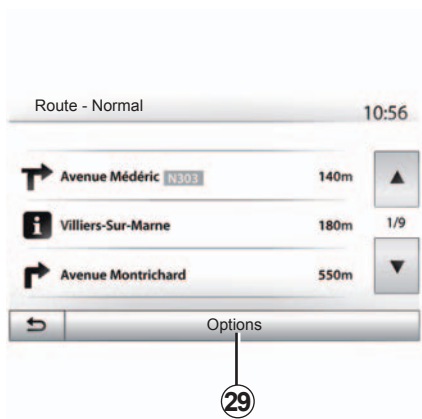 Route - Normal 10:56
Avenue Médéric N303 140m
Villiers-Sur-Marne 180m 1/9
Avenue Montrichard 550m
Options
29